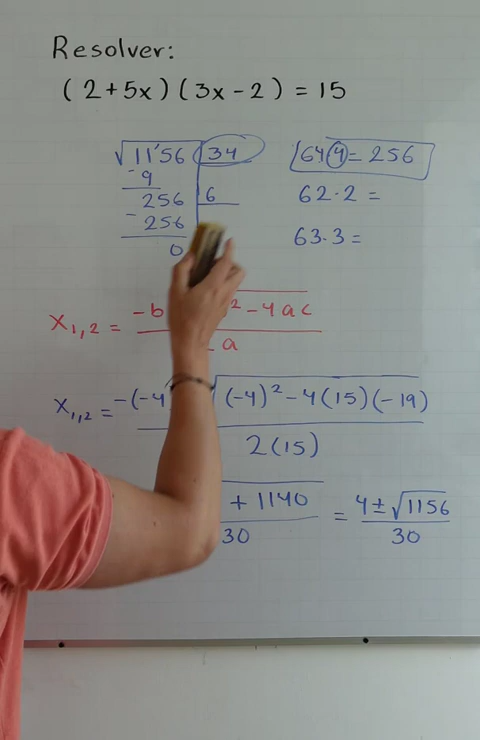 Resolver:
(2+5x)(3x-2)=15
√11'56 34
-9
256 6
-256
0
64(4)=256
62·2=
63·3=
x1,2 = -b ² - 4ac
a
x1,2 = -(-4 √(-4)² - 4(15)(-19)
2(15)
+ 1140 = 4±√1156
30 30